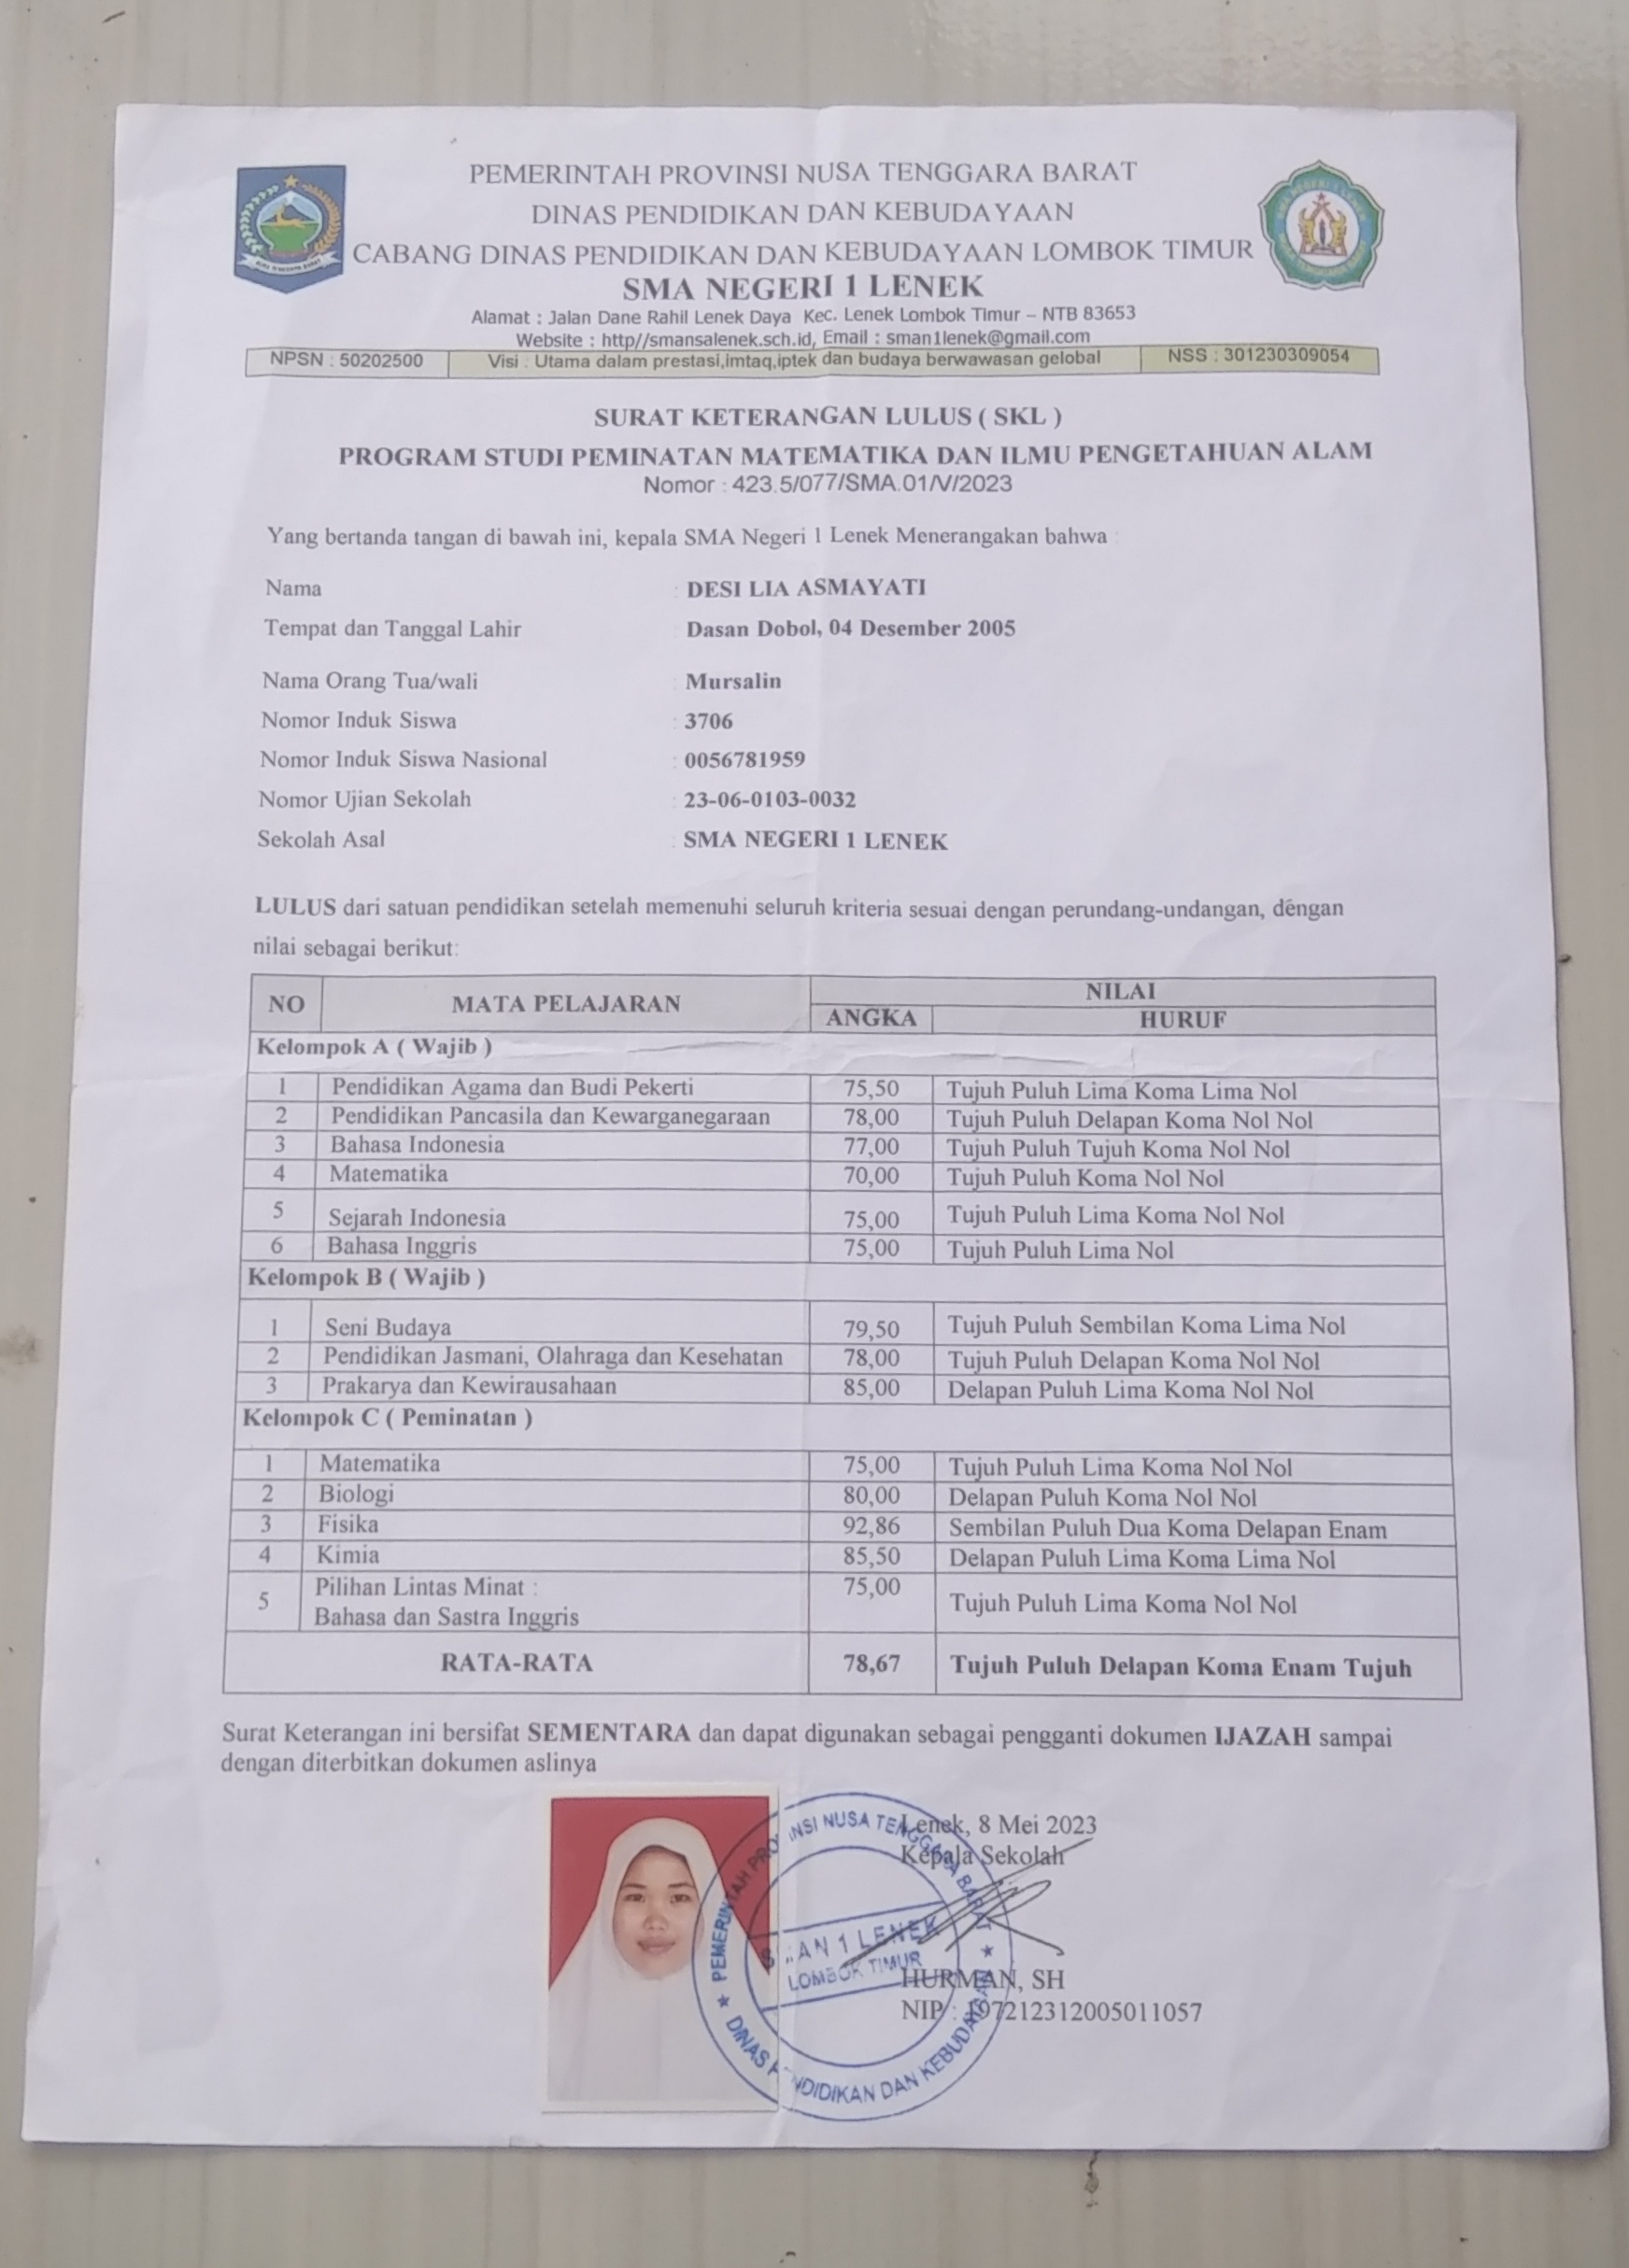 PEMERINTAH PROVINSI NUSA TENGGARA BARAT
DINAS PENDIDIKAN DAN KEBUDAYAAN
CABANG DINAS PENDIDIKAN DAN KEBUDAYAAN LOMBOK TIMUR
SMA NEGERI 1 LENEK
Alamat : Jalan Dane Rahil Lenek Daya Kec. Lenek Lombok Timur – NTB 83653
Website : http//smansalenek.sch.id, Email : sman1lenek@gmail.com
NPSN : 50202500 Visi : Utama dalam prestasi,imtaq,iptek dan budaya berwawasan gelobal NSS : 301230309054
SURAT KETERANGAN LULUS ( SKL )
PROGRAM STUDI PEMINATAN MATEMATIKA DAN ILMU PENGETAHUAN ALAM
Nomor : 423.5/077/SMA.01/V/2023
Yang bertanda tangan di bawah ini, kepala SMA Negeri 1 Lenek Menerangakan bahwa :
Nama : DESI LIA ASMAYATI
Tempat dan Tanggal Lahir Dasan Dobol, 04 Desember 2005
Nama Orang Tua/wali : Mursalin
Nomor Induk Siswa : 3706
Nomor Induk Siswa Nasional : 0056781959
Nomor Ujian Sekolah : 23-06-0103-0032
Sekolah Asal : SMA NEGERI 1 LENEK
LULUS dari satuan pendidikan setelah memenuhi seluruh kriteria sesuai dengan perundang-undangan, dengan
nilai sebagai berikut:
NO MATA PELAJARAN NILAI
ANGKA HURUF
Kelompok A ( Wajib )
1 Pendidikan Agama dan Budi Pekerti 75,50 Tujuh Puluh Lima Koma Lima Nol
2 Pendidikan Pancasila dan Kewarganegaraan 78,00 Tujuh Puluh Delapan Koma Nol Nol
3 Bahasa Indonesia 77,00 Tujuh Puluh Tujuh Koma Nol Nol
4 Matematika 70,00 Tujuh Puluh Koma Nol Nol
5 Sejarah Indonesia 75,00 Tujuh Puluh Lima Koma Nol Nol
6 Bahasa Inggris 75,00 Tujuh Puluh Lima Nol
Kelompok B ( Wajib )
1 Seni Budaya 79,50 Tujuh Puluh Sembilan Koma Lima Nol
2 Pendidikan Jasmani, Olahraga dan Kesehatan 78,00 Tujuh Puluh Delapan Koma Nol Nol
3 Prakarya dan Kewirausahaan 85,00 Delapan Puluh Lima Koma Nol Nol
Kelompok C ( Peminatan )
1 Matematika 75,00 Tujuh Puluh Lima Koma Nol Nol
2 Biologi 80,00 Delapan Puluh Koma Nol Nol
3 Fisika 92,86 Sembilan Puluh Dua Koma Delapan Enam
4 Kimia 85,50 Delapan Puluh Lima Koma Lima Nol
5 Pilihan Lintas Minat : 75,00 Tujuh Puluh Lima Koma Nol Nol
Bahasa dan Sastra Inggris
RATA-RATA 78,67 Tujuh Puluh Delapan Koma Enam Tujuh
Surat Keterangan ini bersifat SEMENTARA dan dapat digunakan sebagai pengganti dokumen IJAZAH sampai
dengan diterbitkan dokumen aslinya
Lenek, 8 Mei 2023
Kepala Sekolah
HURMAN, SH
NIP : 197212312005011057
NUSA TENGGARA BARAT
1 LENEK
LOMBOK TIMUR
DAN KEBUDAYAAN